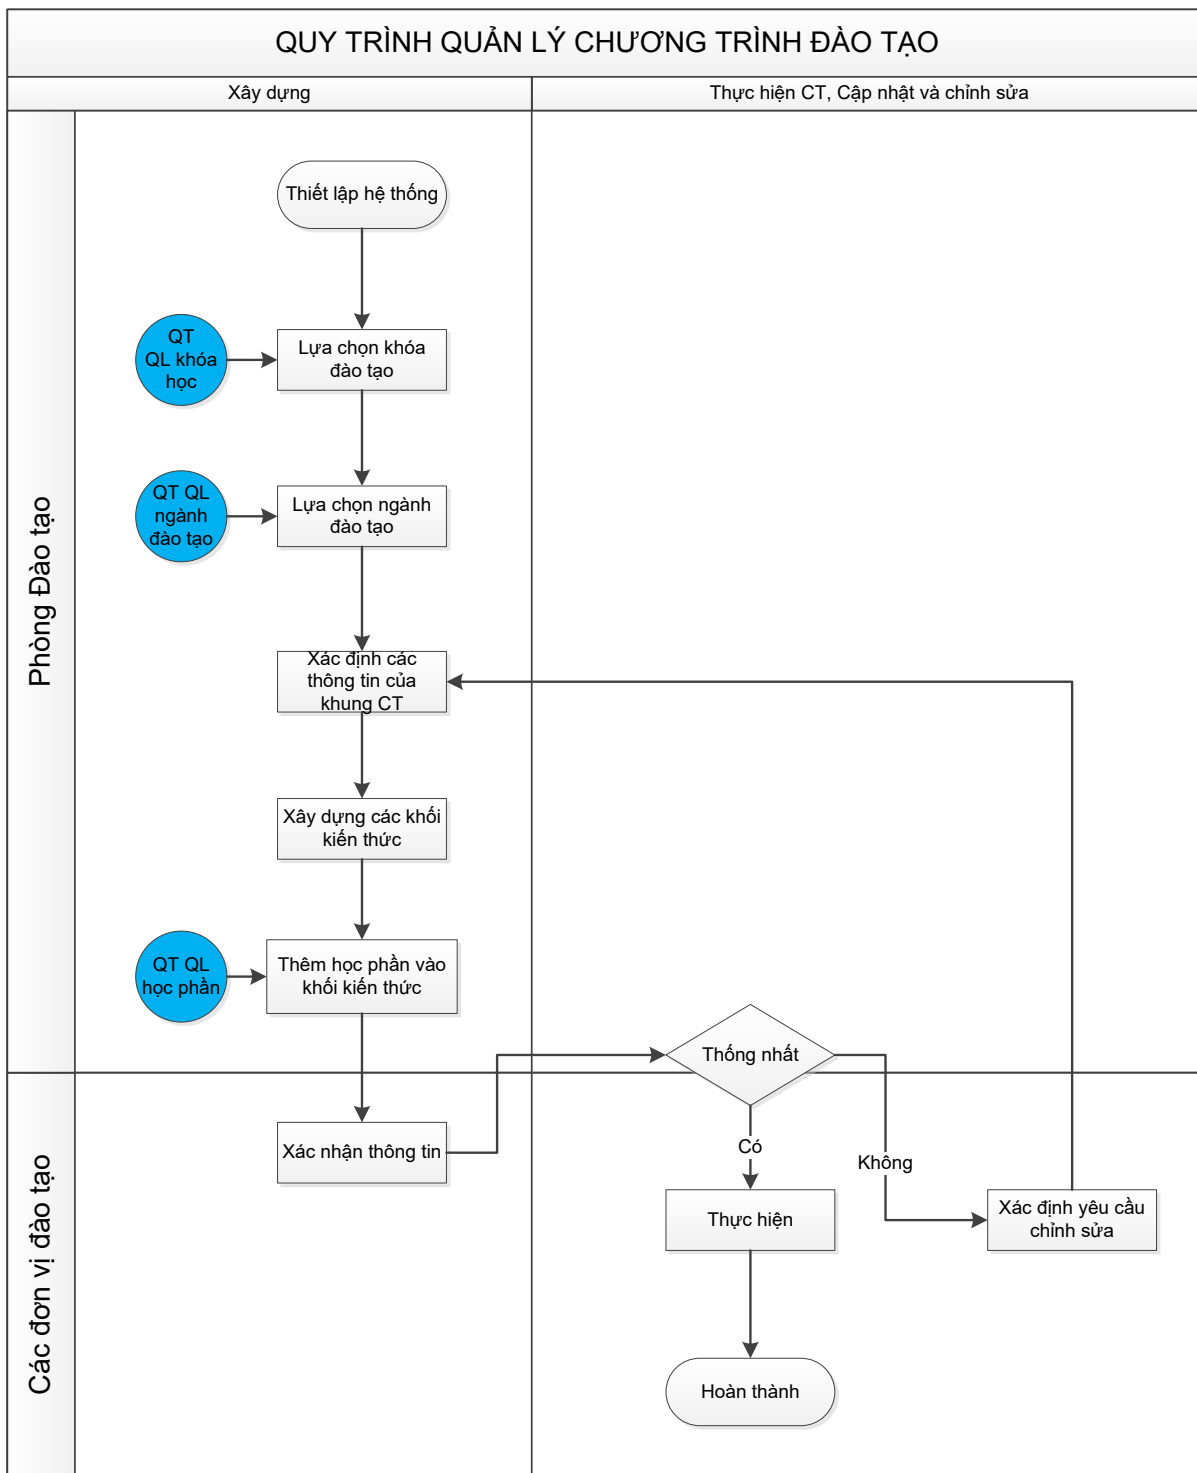 QUY TRÌNH QUẢN LÝ CHƯƠNG TRÌNH ĐÀO TẠO
Xây dựng
Thực hiện CT, Cập nhật và chỉnh sửa
Phòng Đào tạo
Thiết lập hệ thống
QT
QL khóa
học
Lựa chọn khóa
đào tạo
QT QL
ngành
đào tạo
Lựa chọn ngành
đào tạo
Xác định các
thông tin của
khung CT
Xây dựng các khối
kiến thức
QT QL
học phần
Thêm học phần vào
khối kiến thức
Thống nhất
Các đơn vị đào tạo
Xác nhận thông tin
Có
Không
Thực hiện
Xác định yêu cầu
chỉnh sửa
Hoàn thành